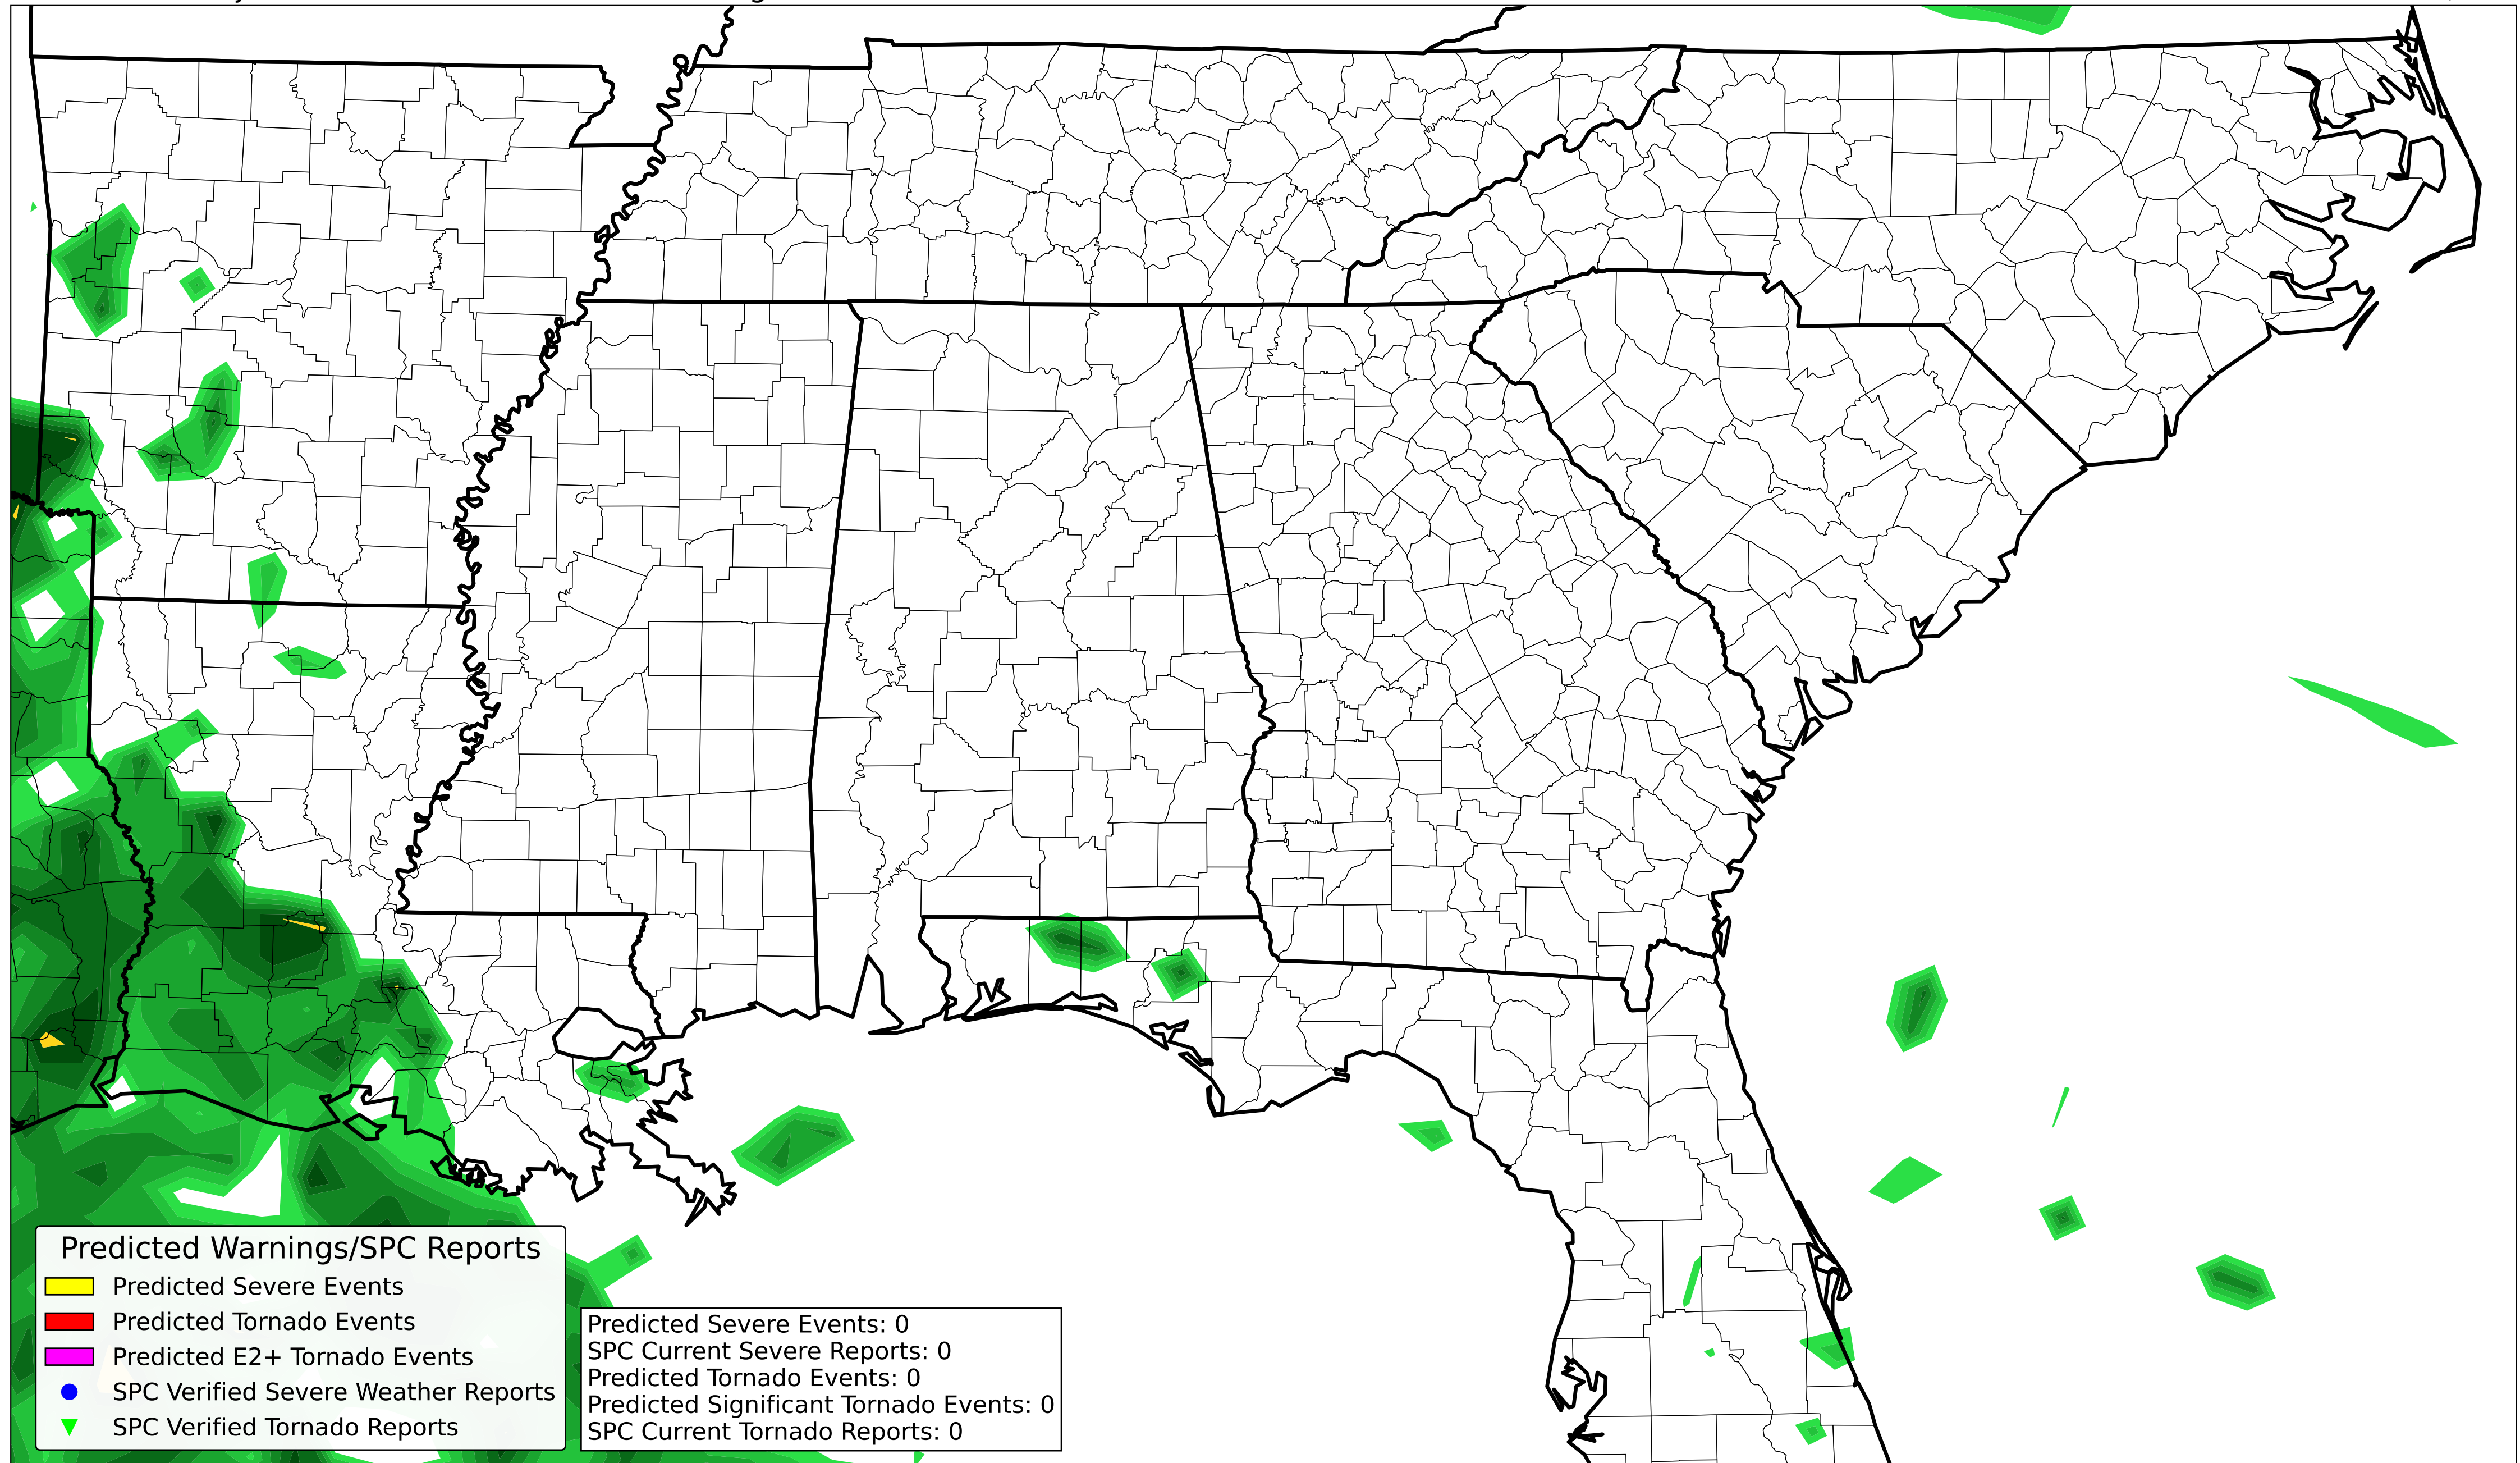 Predicted Warnings/SPC Reports
Predicted Severe Events
Predicted Tornado Events
Predicted E2+ Tornado Events
SPC Verified Severe Weather Reports
SPC Verified Tornado Reports
Predicted Severe Events: 0
SPC Current Severe Reports: 0
Predicted Tornado Events: 0
Predicted Significant Tornado Events: 0
SPC Current Tornado Reports: 0